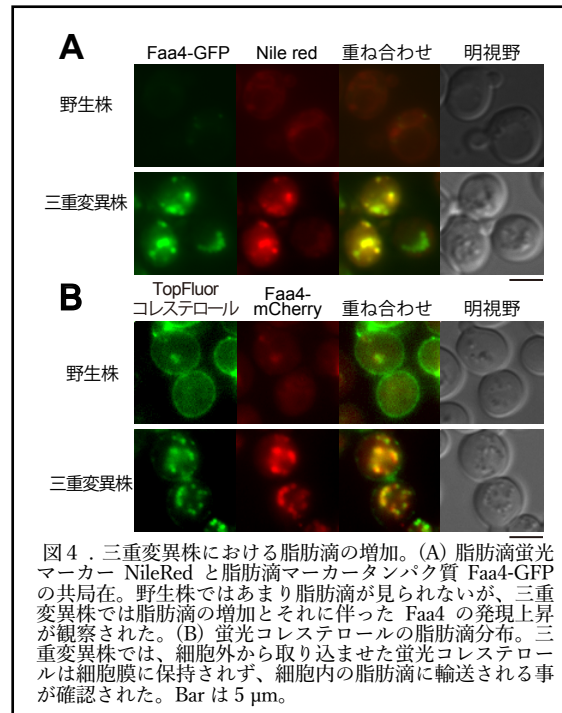 A
Faa4-GFP Nile red 重ね合わせ 明視野
野生株
三重変異株
B
TopFluor
コレステロール
Faa4-
mCherry
重ね合わせ 明視野
野生株
三重変異株
図4．三重変異株における脂肪滴の増加。(A) 脂肪滴蛍光
マーカー NileRed と脂肪滴マーカータンパク質 Faa4-GFP
の共局在。野生株ではあまり脂肪滴が見られないが、三重
変異株では脂肪滴の増加とそれに伴った Faa4 の発現上昇
が観察された。(B) 蛍光コレステロールの脂肪滴分布。三
重変異株では、細胞外から取り込ませた蛍光コレステロー
ルは細胞膜に保持されず、細胞内の脂肪滴に輸送される事
が確認された。Bar は 5 μm。